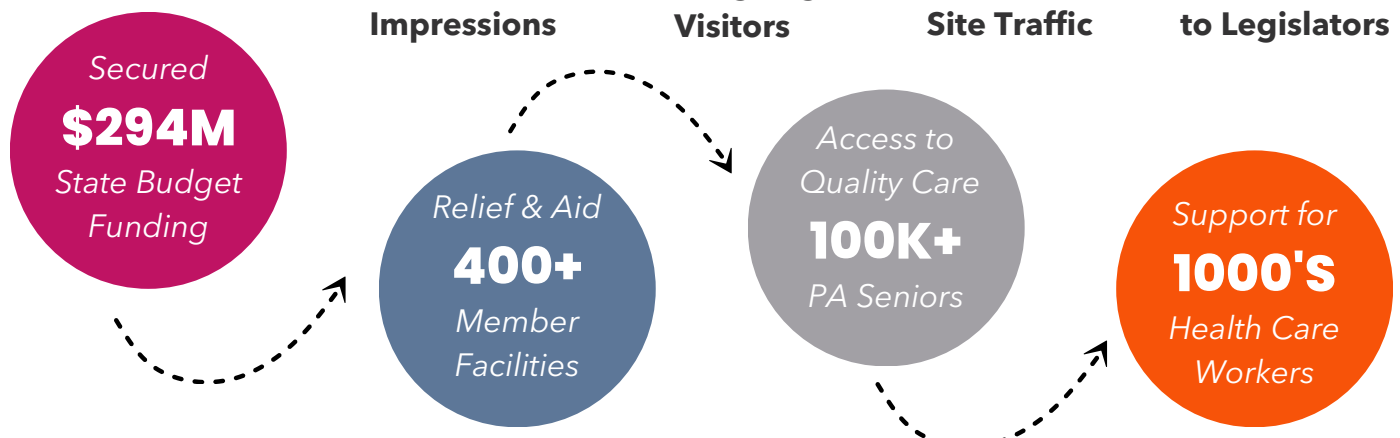 Impressions
Visitors
Site Traffic
to Legislators
Secured
$294M
State Budget
Funding
Relief & Aid
400+
Member
Facilities
Access to
Quality Care
100K+
PA Seniors
Support for
1000'S
Health Care
Workers